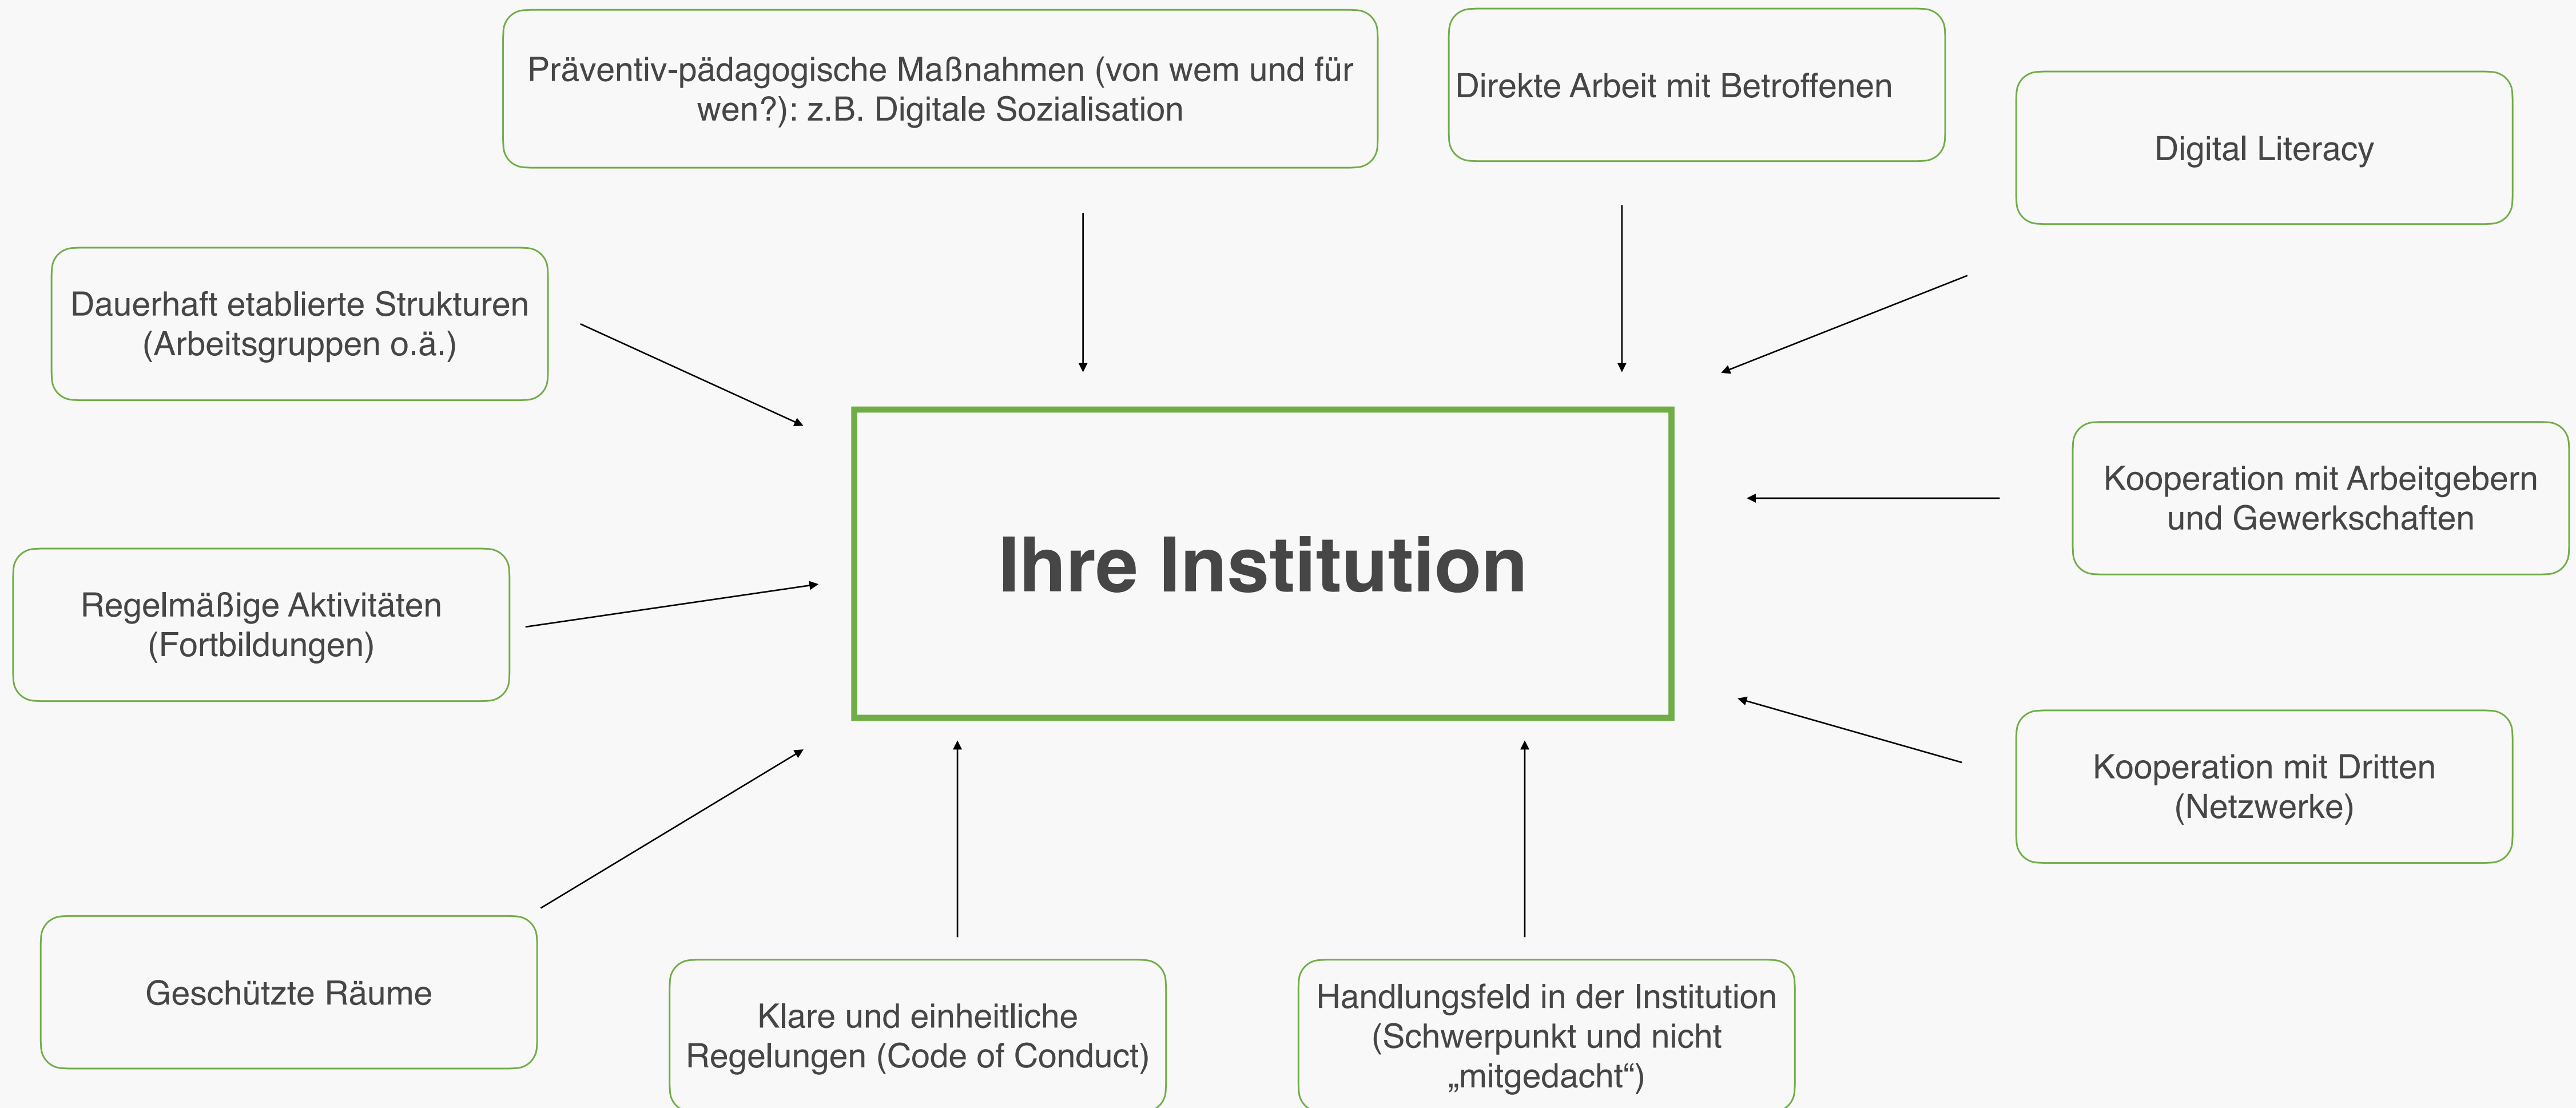 Präventiv-pädagogische Maßnahmen (von wem und für
wen?): z.B. Digitale Sozialisation
Direkte Arbeit mit Betroffenen
Digital Literacy
Dauerhaft etablierte Strukturen
(Arbeitsgruppen o.ä.)
Kooperation mit Arbeitgebern
und Gewerkschaften
Ihre Institution
Regelmäßige Aktivitäten
(Fortbildungen)
Kooperation mit Dritten
(Netzwerke)
Geschützte Räume
Klare und einheitliche
Regelungen (Code of Conduct)
Handlungsfeld in der Institution
(Schwerpunkt und nicht
„mitgedacht“)